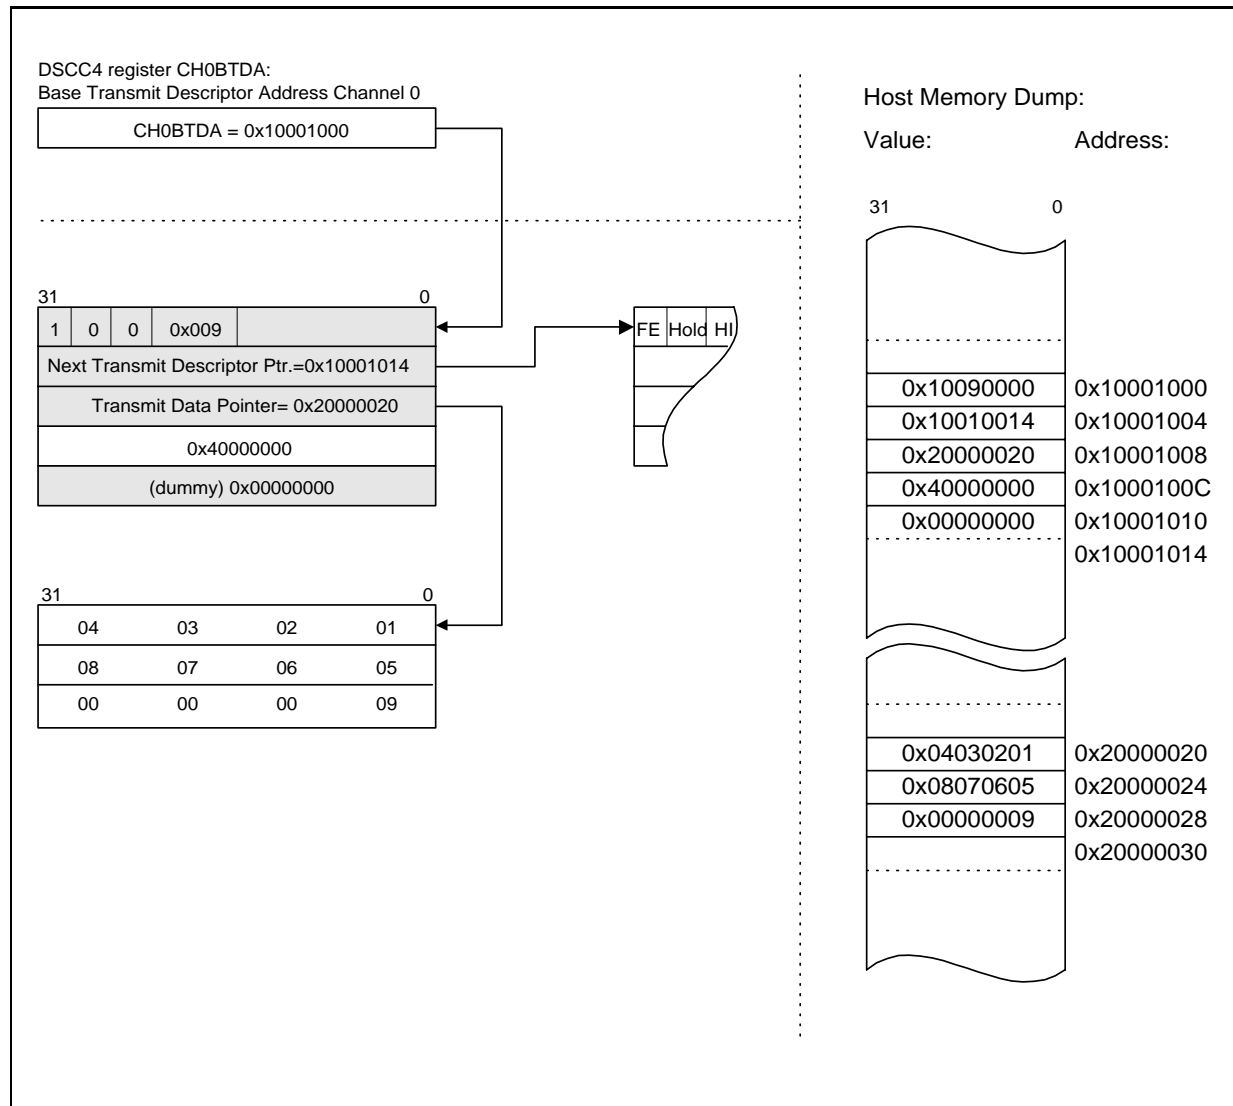 DSCC4 register CH0BTDA:
Base Transmit Descriptor Address Channel 0
CH0BTDA = 0x10001000
31 0
1 0 0 0x009
Next Transmit Descriptor Ptr.=0x10001014
Transmit Data Pointer= 0x20000020
0x40000000
(dummy) 0x00000000
FE Hold HI
31 0
04 03 02 01
08 07 06 05
00 00 00 09
Host Memory Dump:
Value: Address:
31 0
0x10090000 0x10001000
0x10010014 0x10001004
0x20000020 0x10001008
0x40000000 0x1000100C
0x00000000 0x10001010
0x10001014
0x04030201 0x20000020
0x08070605 0x20000024
0x00000009 0x20000028
0x20000030